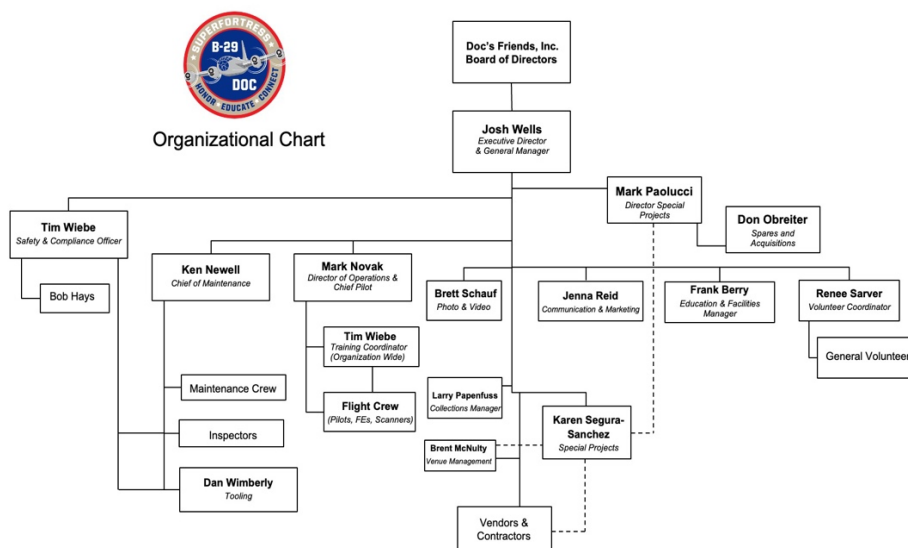 SUPERFORTRESS
B-29
DOC
HONOR · EDUCATE · CONNECT
Organizational Chart
Doc's Friends, Inc.
Board of Directors
Josh Wells
Executive Director
& General Manager
Mark Paolucci
Director Special
Projects
Don Obreiter
Spares and
Acquisitions
Tim Wiebe
Safety & Compliance Officer
Bob Hays
Ken Newell
Chief of Maintenance
Mark Novak
Director of Operations &
Chief Pilot
Brett Schauf
Photo & Video
Jenna Reid
Communication & Marketing
Frank Berry
Education & Facilities
Manager
Renee Sarver
Volunteer Coordinator
General Volunteer
Tim Wiebe
Training Coordinator
(Organization Wide)
Flight Crew
(Pilots, FEs, Scanners)
Maintenance Crew
Inspectors
Dan Wimberly
Tooling
Larry Papenfuss
Collections Manager
Karen Segura-
Sanchez
Special Projects
Brent McNulty
Venue Management
Vendors &
Contractors